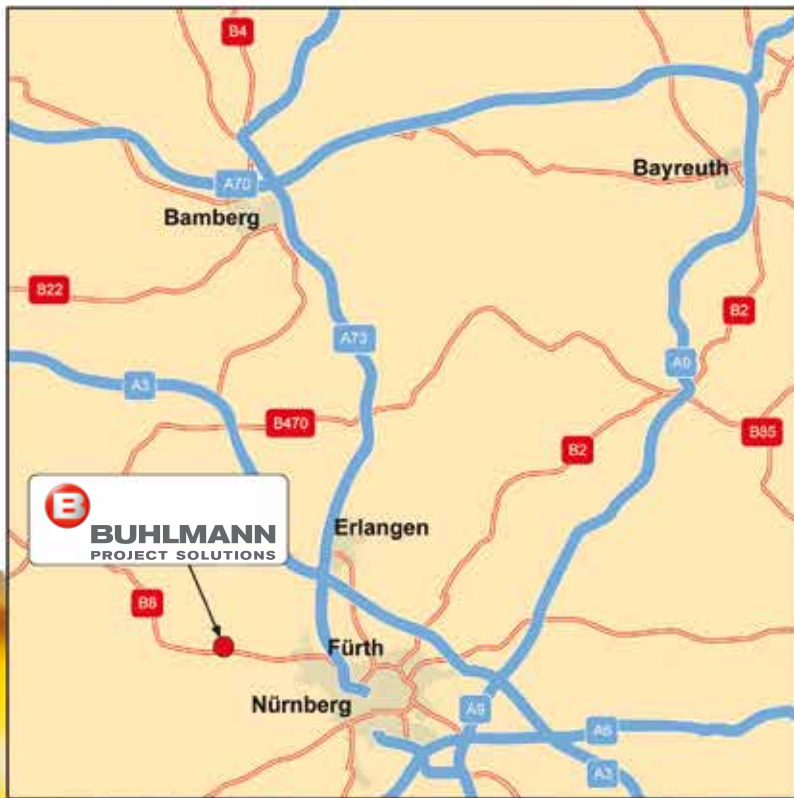 B4
Bayreuth
A70
Bamberg
B22
B2
A73
A9
A3
B470
B2
B85
B
BUHLMANN
PROJECT SOLUTIONS
Erlangen
B8
Fürth
Nürnberg
A9
A6
A3